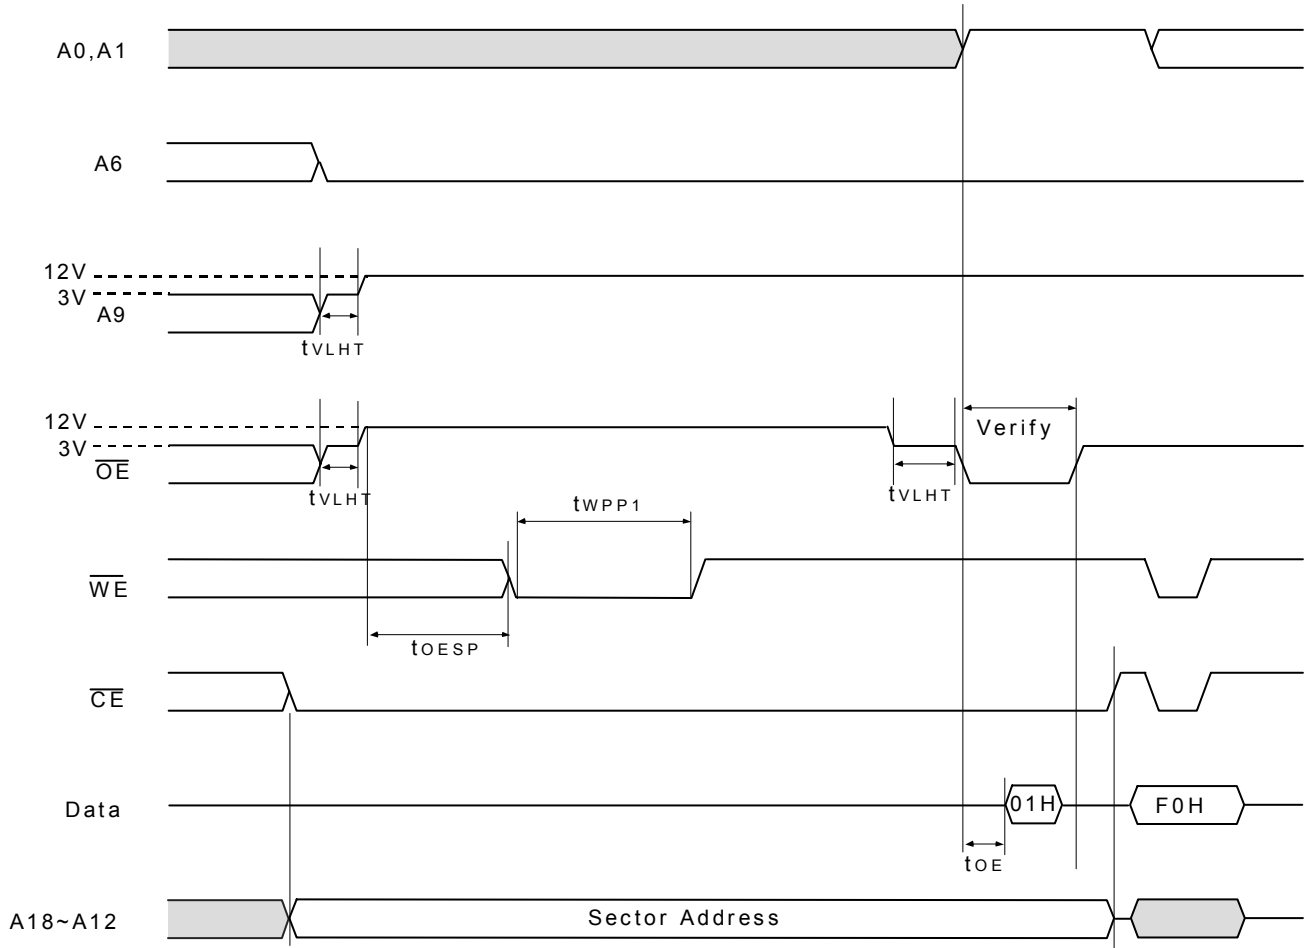 A0,A1
A6
12V
3V
A9
tVLHT
12V
3V
OE
tVLHT
tVLHT
Verify
tWPP1
WE
tOESP
CE
Data
01H
F0H
tOE
A18~A12
Sector Address